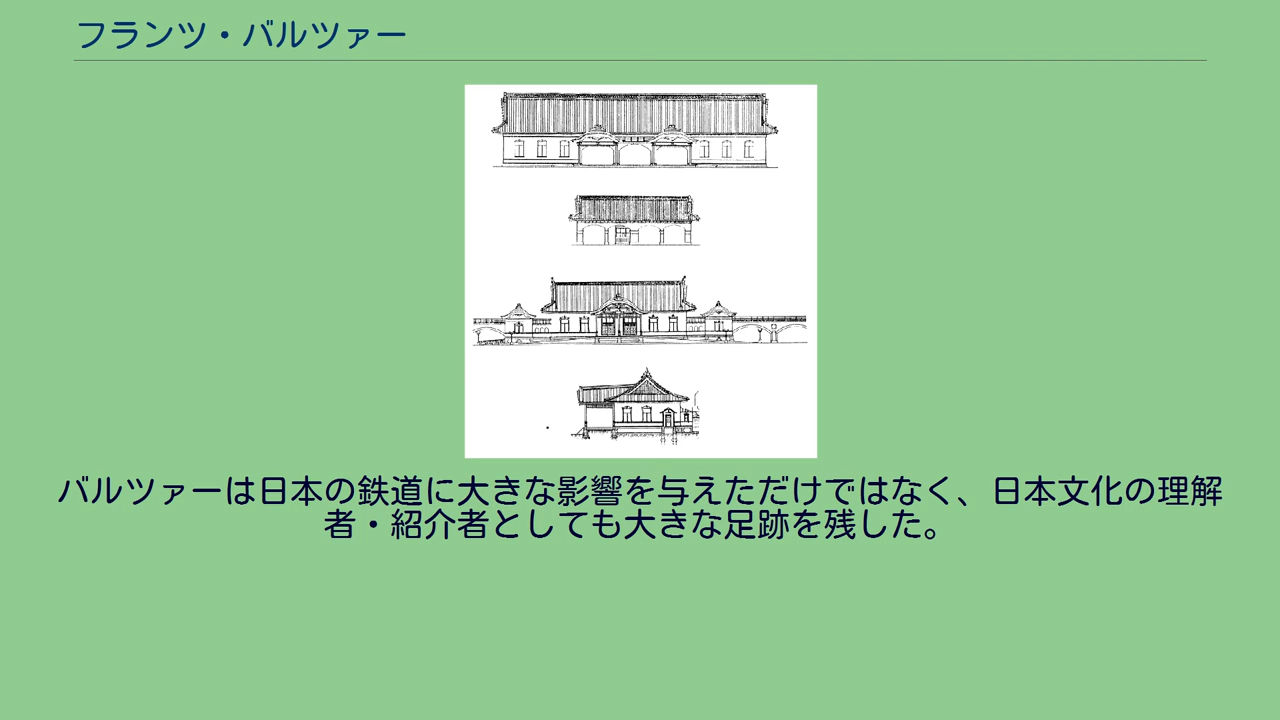 フランツ・バルツァー
バルツァーは日本の鉄道に大きな影響を与えただけではなく、日本文化の理解
者・紹介者としても大きな足跡を残した。